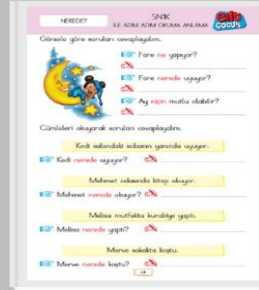 NEREDE?
5N1K
İLE ADIM ADIM OKUMA ANLAMA
Görsele göre soruları cevaplayalım.
Fare ne yapıyor?
Fare nerede uyuyor?
Ay niçin mutlu olabilir?
Cümleleri okuyarak soruları cevaplayalım.
Kedi salondaki sobanın yanında uyuyor.
Kedi nerede uyuyor?
Mehmet odasında kitap okuyor.
Mehmet nerede okuyor?
Melisa mutfakta kurabiye yaptı.
Melisa nerede yaptı?
Merve sokakta koştu.
Merve nerede koştu?